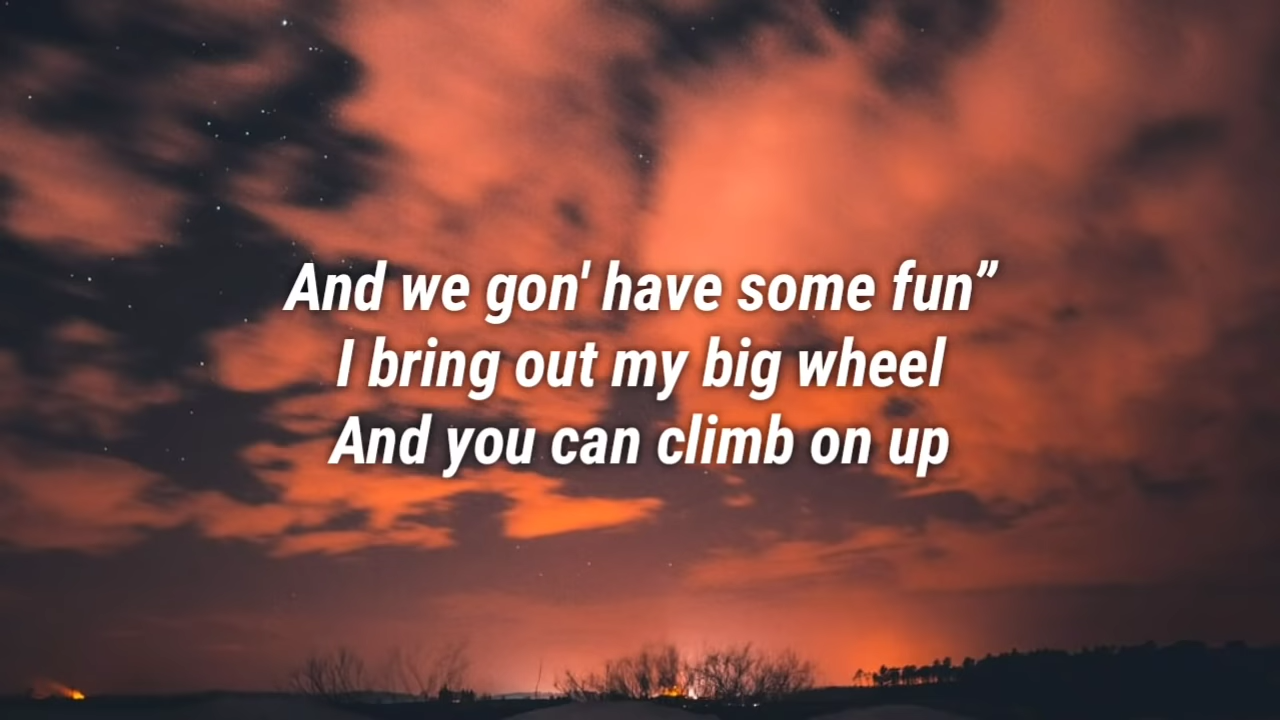 And we gon' have some fun”
I bring out my big wheel
And you can climb on up